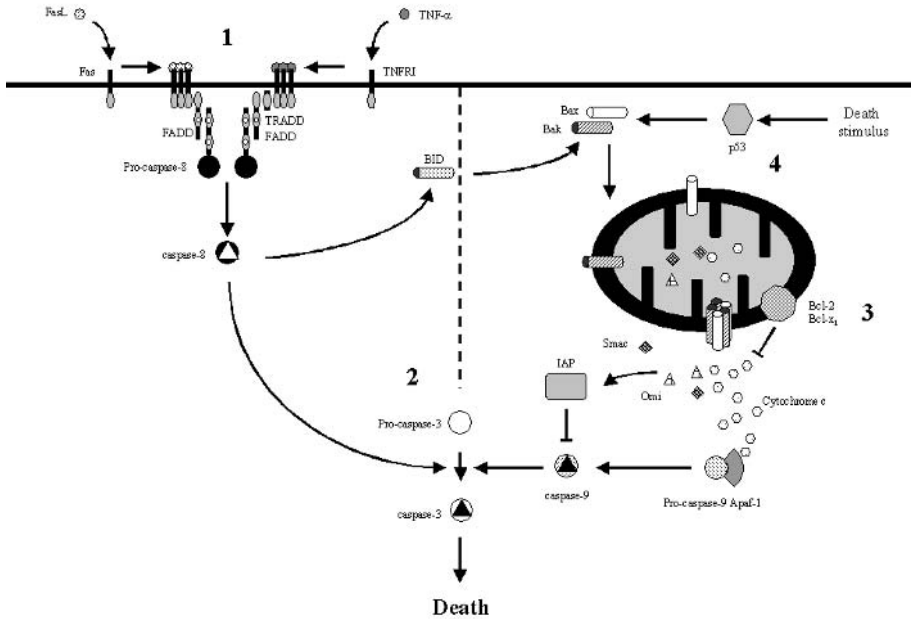 FasL
TNF-α
1
Fas
TNFRI
FADD
TRADD
FADD
Pro-caspase-8
caspase-8
BID
Bax
Bak
p53
Death
stimulus
4
Bcl-2
Bcl-xL
3
Smac
Omi
IAP
Cytochrome c
2
Pro-caspase-3
caspase-9
Pro-caspase-9 Apaf-1
caspase-3
Death